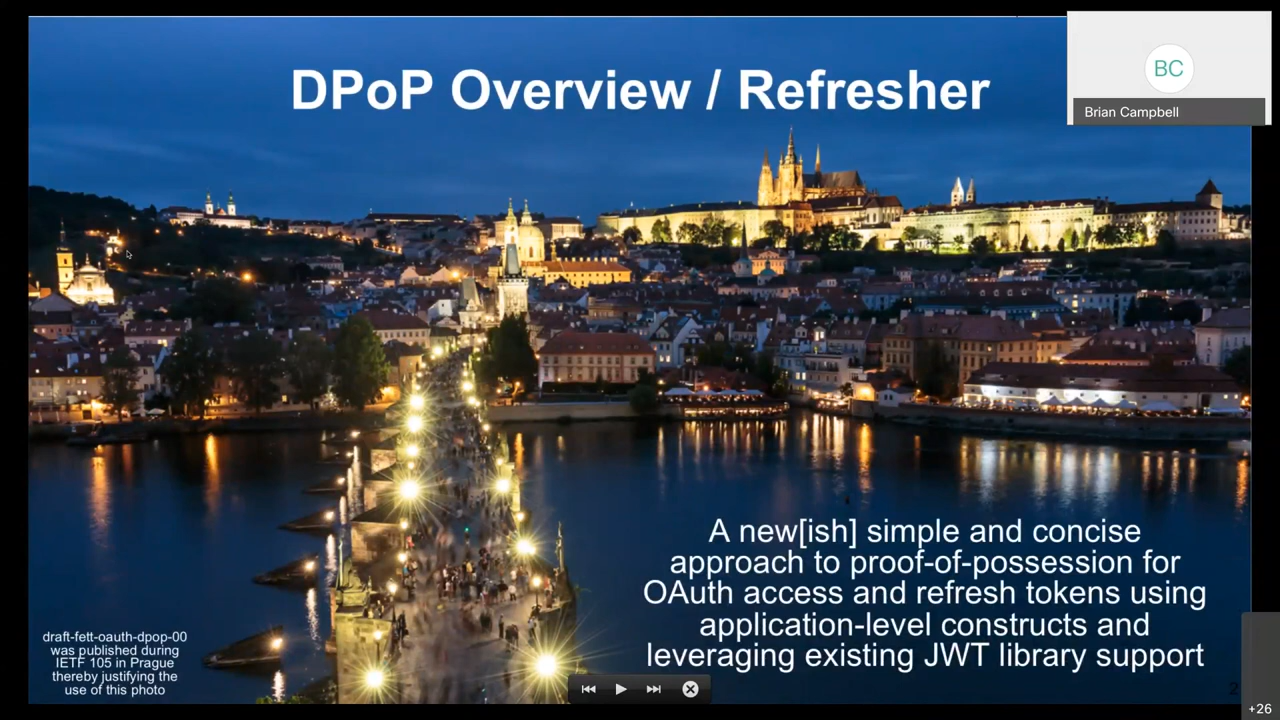 DPoP Overview / Refresher
BC
Brian Campbell
A new[ish] simple and concise
approach to proof-of-possession for
OAuth access and refresh tokens using
application-level constructs and
leveraging existing JWT library support
draft-fett-oauth-dpop-00
was published during
IETF 105 in Prague
thereby justifying the
use of this photo
2
+26